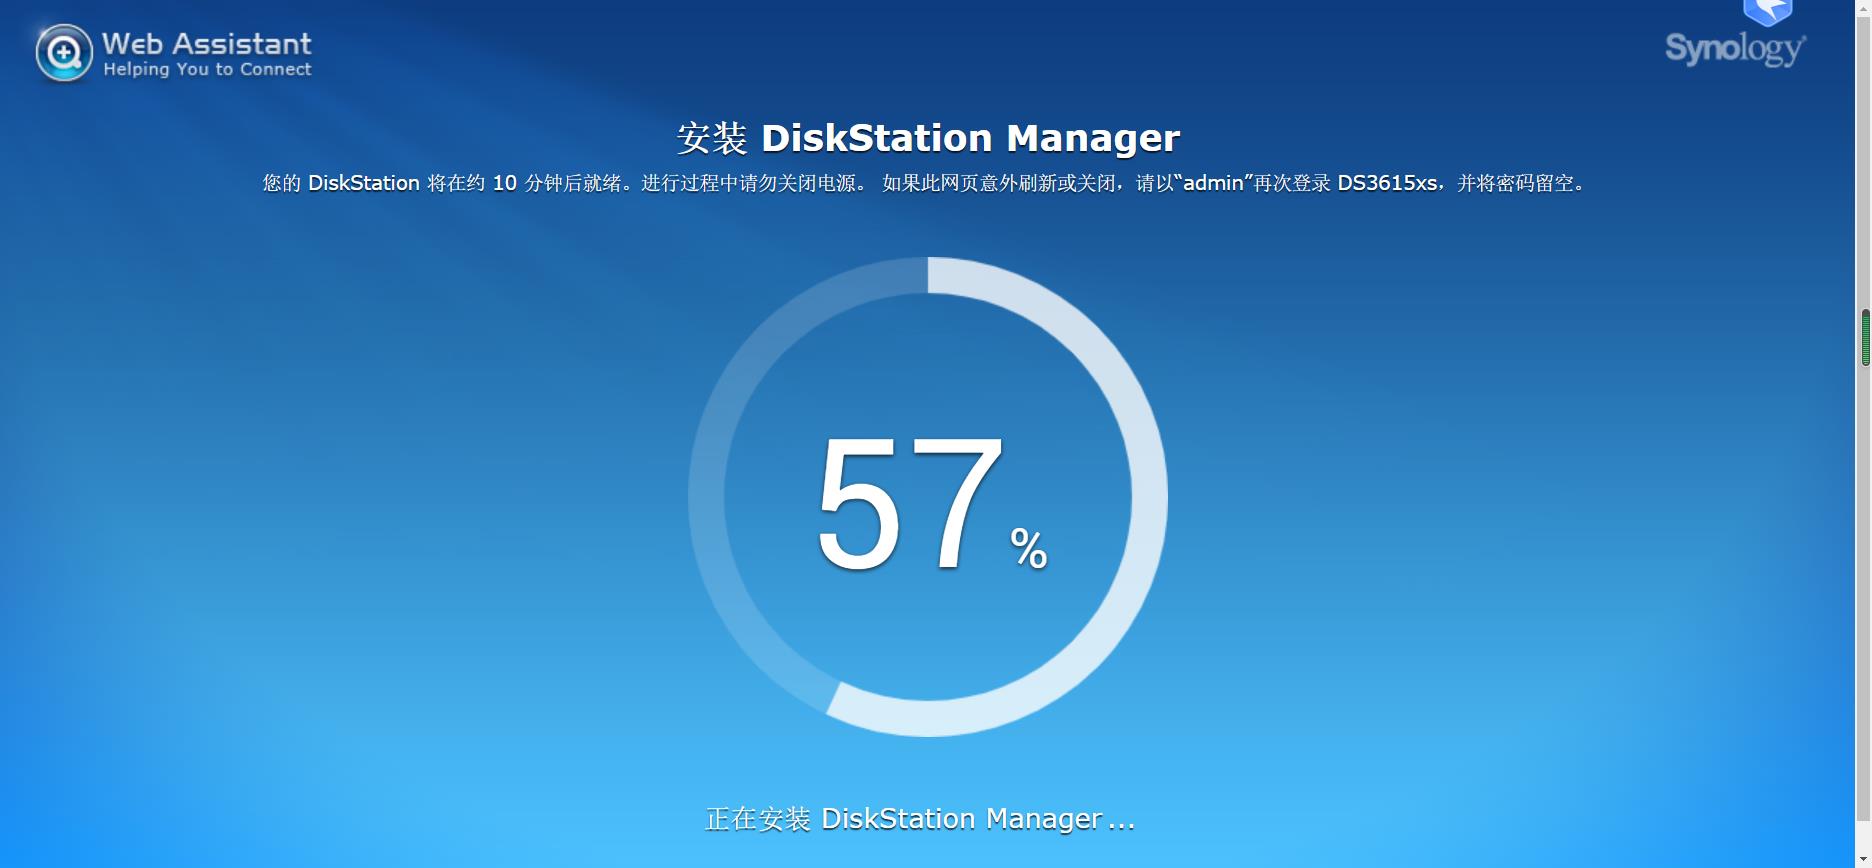 Web Assistant
Helping You to Connect
Synology
安装 DiskStation Manager
您的 DiskStation 将在约 10 分钟后就绪。进行过程中请勿关闭电源。 如果此网页意外刷新或关闭，请以“admin”再次登录 DS3615xs，并将密码留空。
57%
正在安装 DiskStation Manager...